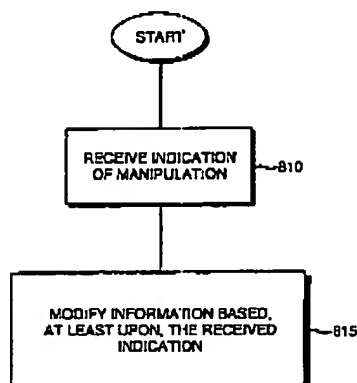 START
RECEIVE INDICATION
OF MANIPULATION
810
MODIFY INFORMATION BASED,
AT LEAST UPON, THE RECEIVED
INDICATION
815